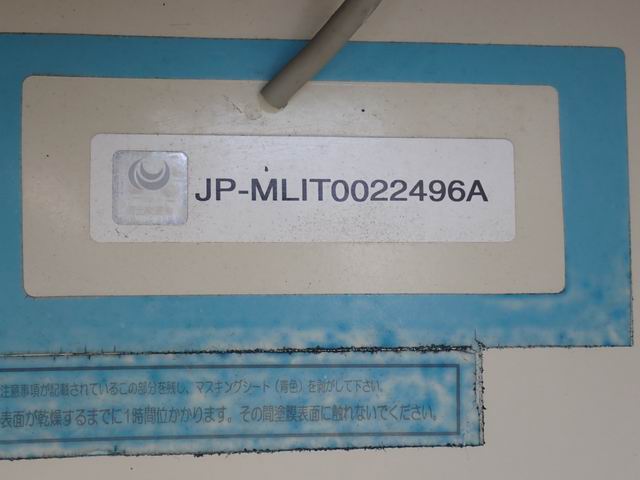 JP-MLIT0022496A
注意事項が記載されているこの部分を残し、マスキングシート(青色)を剥がして下さい。
表面が乾燥するまでに1時間位かかります。その間塗膜表面に触れないでください。